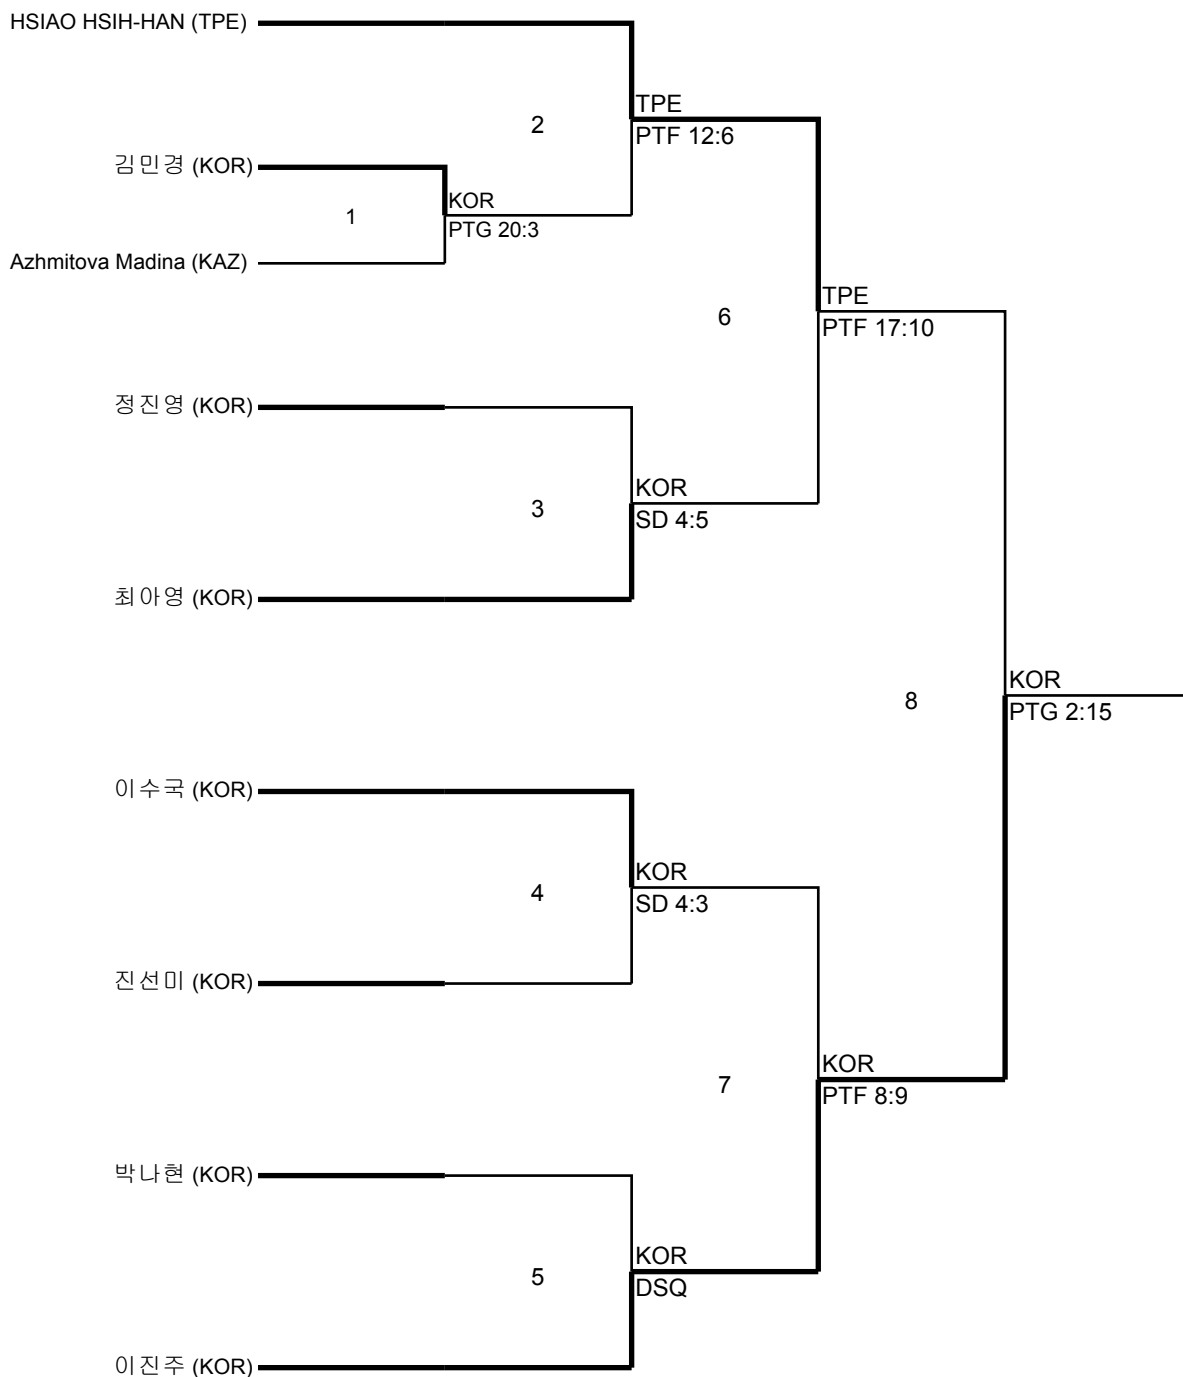 HSIAO HSIH-HAN (TPE)
TPE
2
PTF 12:6
김민경 (KOR)
KOR
1
PTG 20:3
Azhmitova Madina (KAZ)
TPE
6
PTF 17:10
정진영 (KOR)
KOR
3
SD 4:5
최아영 (KOR)
KOR
8
PTG 2:15
이수국 (KOR)
KOR
4
SD 4:3
진선미 (KOR)
KOR
7
PTF 8:9
박나현 (KOR)
KOR
5
DSQ
이진주 (KOR)